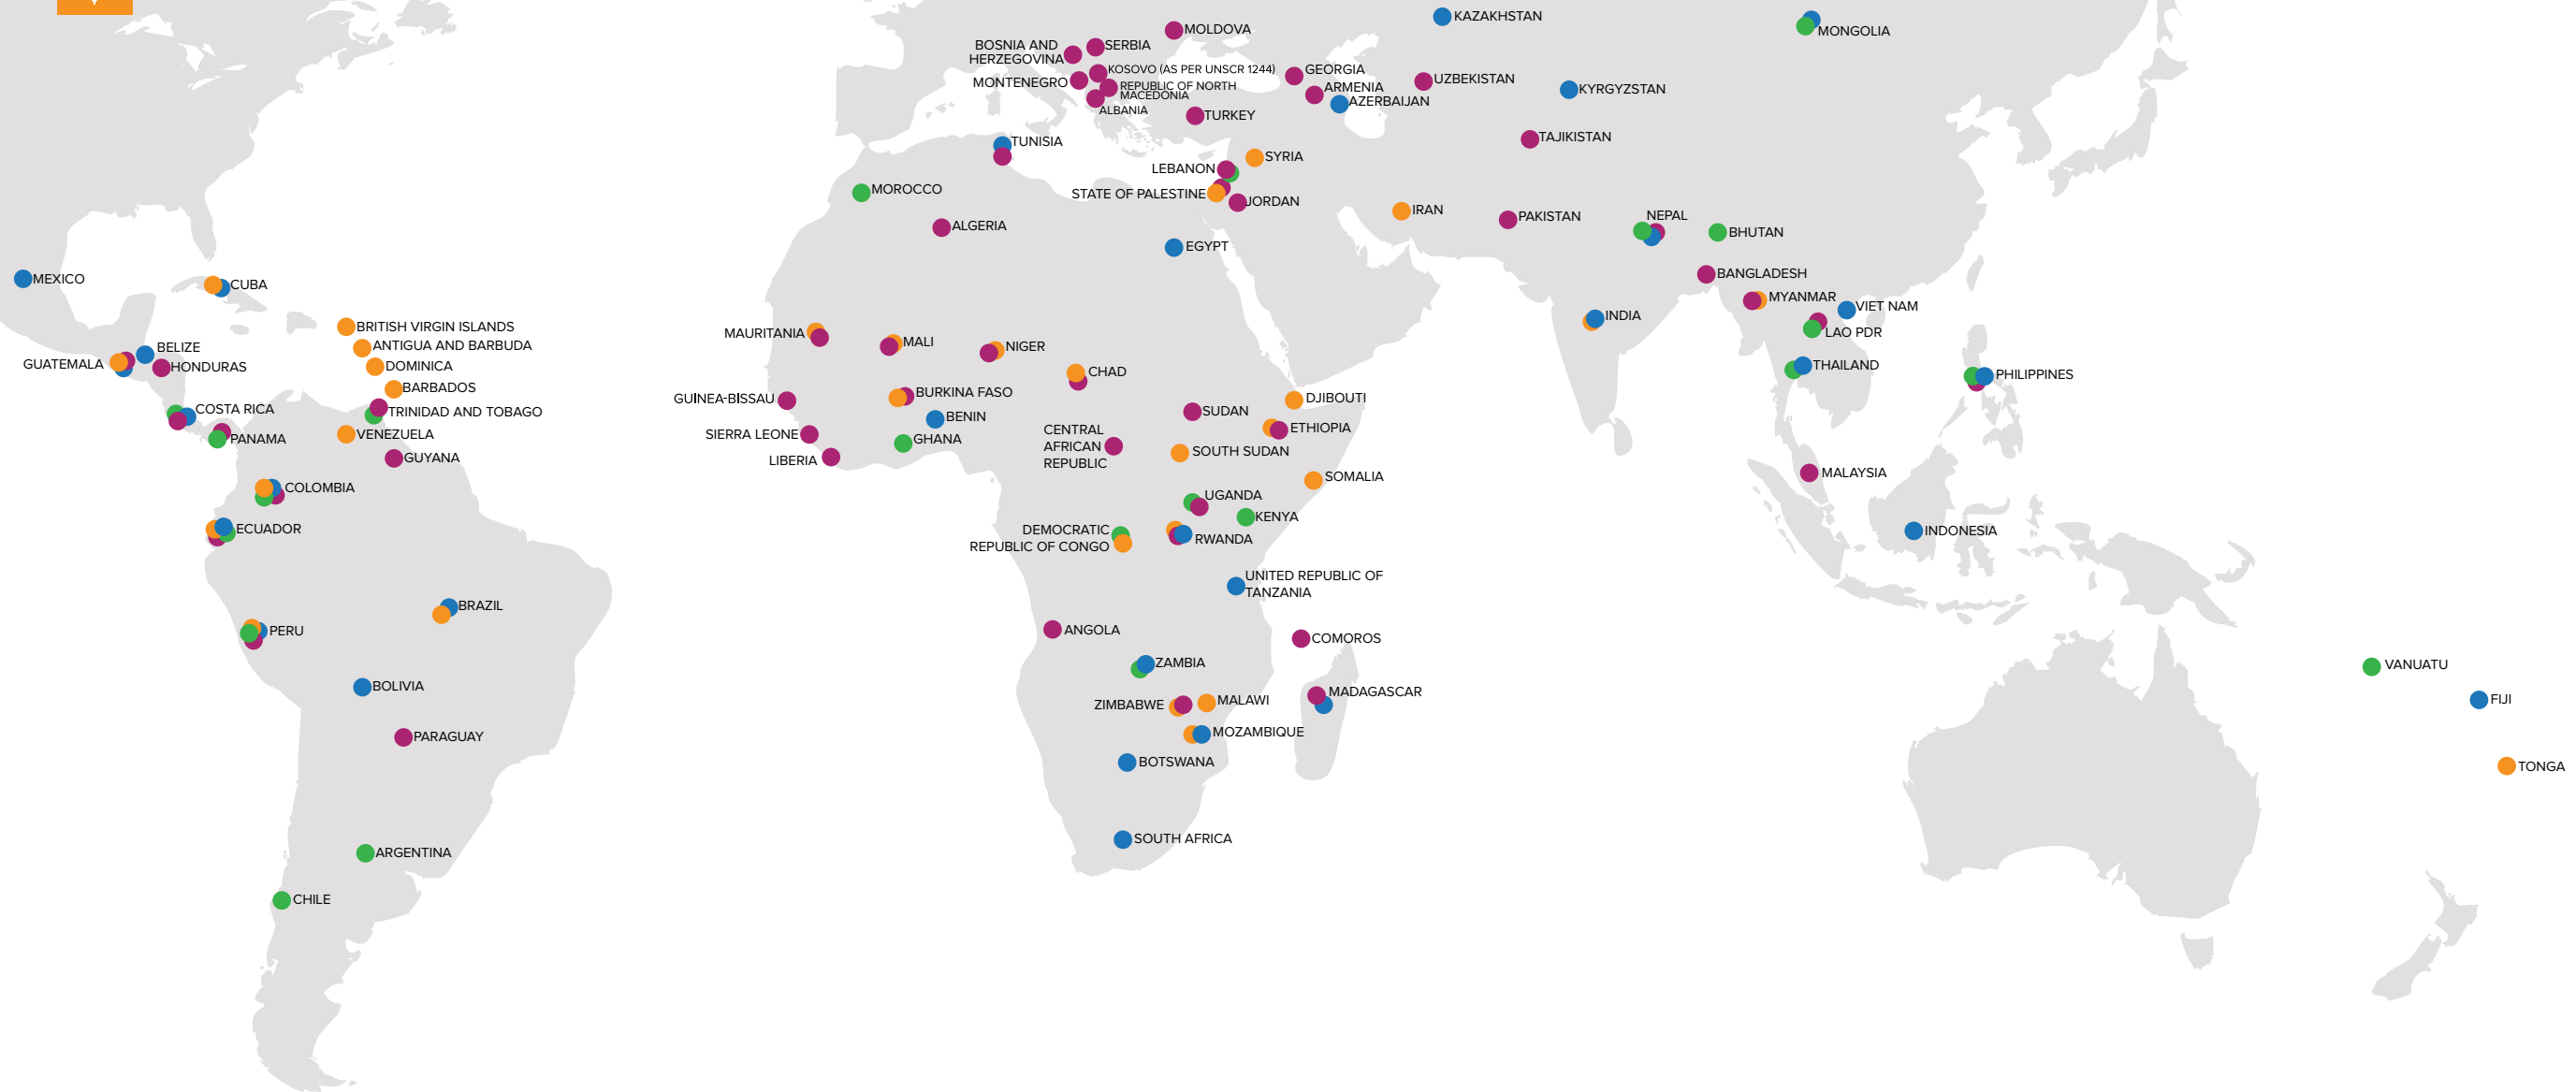 KAZAKHSTAN
MONGOLIA
MOLDOVA
BOSNIA AND
HERZEGOVINA
SERBIA
KOSOVO (AS PER UNSCR 1244)
MONTENEGRO
REPUBLIC OF NORTH
MACEDONIA
ALBANIA
GEORGIA
ARMENIA
AZERBAIJAN
UZBEKISTAN
KYRGYZSTAN
TURKEY
TAJIKISTAN
TUNISIA
SYRIA
LEBANON
STATE OF PALESTINE
JORDAN
MOROCCO
ALGERIA
EGYPT
IRAN
PAKISTAN
NEPAL
BHUTAN
BANGLADESH
MYANMAR
VIET NAM
LAO PDR
INDIA
THAILAND
PHILIPPINES
MEXICO
CUBA
BRITISH VIRGIN ISLANDS
ANTIGUA AND BARBUDA
DOMINICA
BARBADOS
TRINIDAD AND TOBAGO
BELIZE
GUATEMALA
HONDURAS
COSTA RICA
PANAMA
VENEZUELA
GUYANA
COLOMBIA
ECUADOR
BRAZIL
PERU
BOLIVIA
PARAGUAY
ARGENTINA
CHILE
MAURITANIA
MALI
NIGER
CHAD
GUINEA-BISSAU
BURKINA FASO
BENIN
SIERRA LEONE
GHANA
LIBERIA
CENTRAL
AFRICAN
REPUBLIC
SUDAN
DJIBOUTI
ETHIOPIA
SOUTH SUDAN
SOMALIA
UGANDA
KENYA
DEMOCRATIC
REPUBLIC OF CONGO
RWANDA
UNITED REPUBLIC OF
TANZANIA
ANGOLA
COMOROS
ZAMBIA
ZIMBABWE
MALAWI
MADAGASCAR
MOZAMBIQUE
BOTSWANA
SOUTH AFRICA
MALAYSIA
INDONESIA
VANUATU
FIJI
TONGA